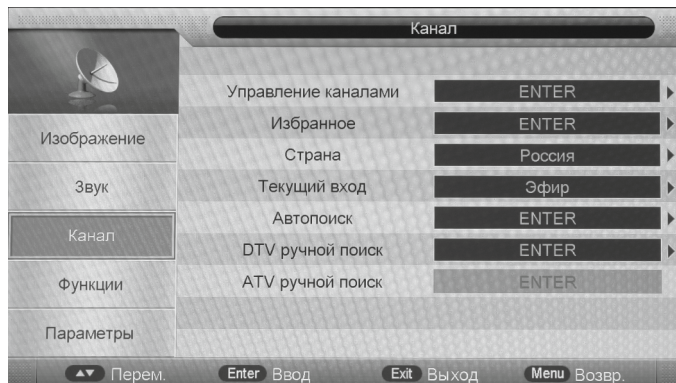 Канал
Управление каналами ENTER
Избранное ENTER
Страна Россия
Текущий вход Эфир
Автопоиск ENTER
DTV ручной поиск ENTER
ATV ручной поиск ENTER
Изображение
Звук
Канал
Функции
Параметры
Перем. Enter Ввод Exit Выход Menu Возвр.